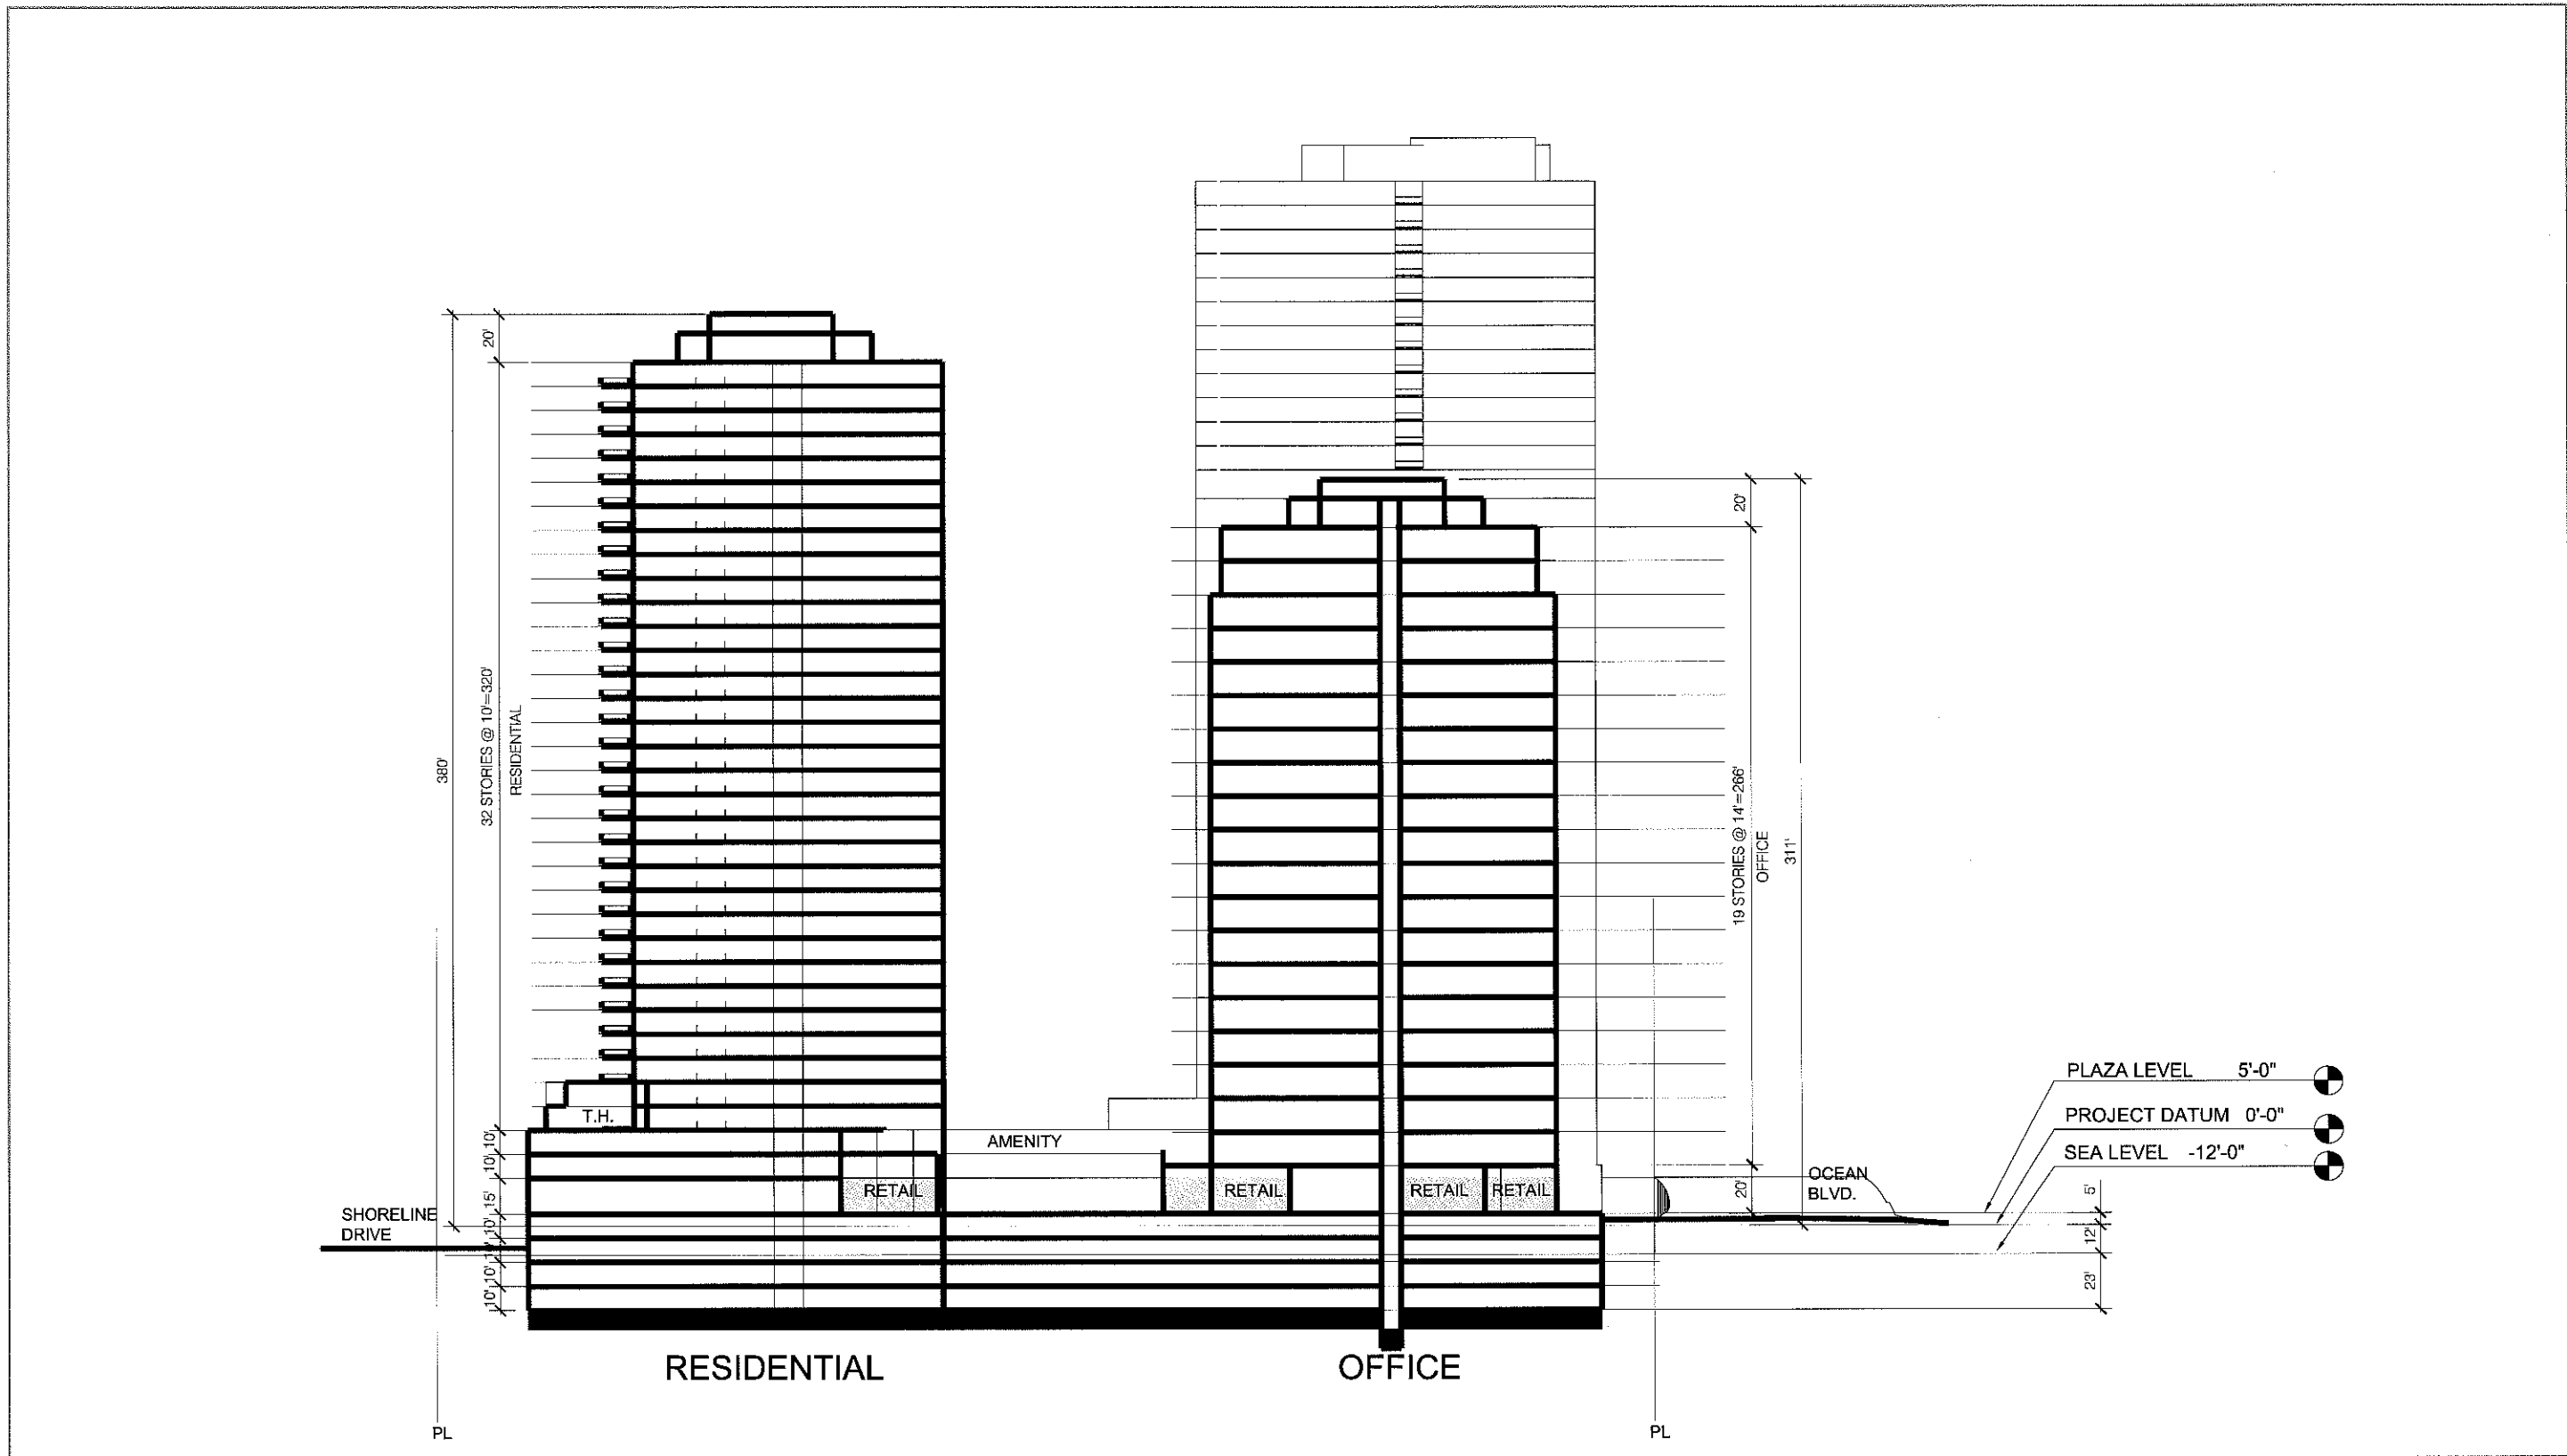 20'
380'
32 STORIES @ 10'=320'
RESIDENTIAL
20'
19 STORIES @ 14'=266'
OFFICE
311'
20'
T.H.
AMENITY
RETAIL
RETAIL
RETAIL
RETAIL
10'
10'
15'
10'
10'
10'
SHORELINE
DRIVE
OCEAN
BLVD.
PLAZA LEVEL 5'-0"
PROJECT DATUM 0'-0"
SEA LEVEL -12'-0"
5'
12'
23'
RESIDENTIAL
OFFICE
PL
PL